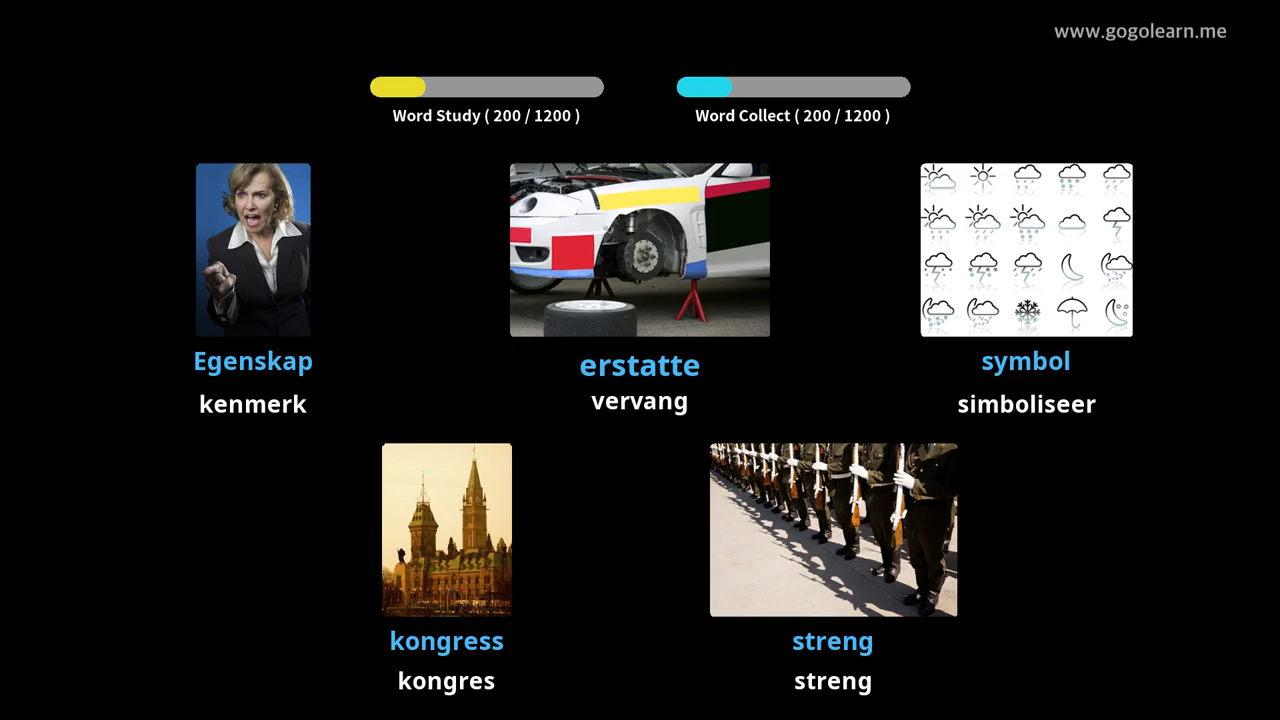 www.gogolearn.me
Word Study ( 200 / 1200 )
Word Collect ( 200 / 1200 )
Egenskap
kenmerk
erstatte
vervang
symbol
simboliseer
kongress
kongres
streng
streng